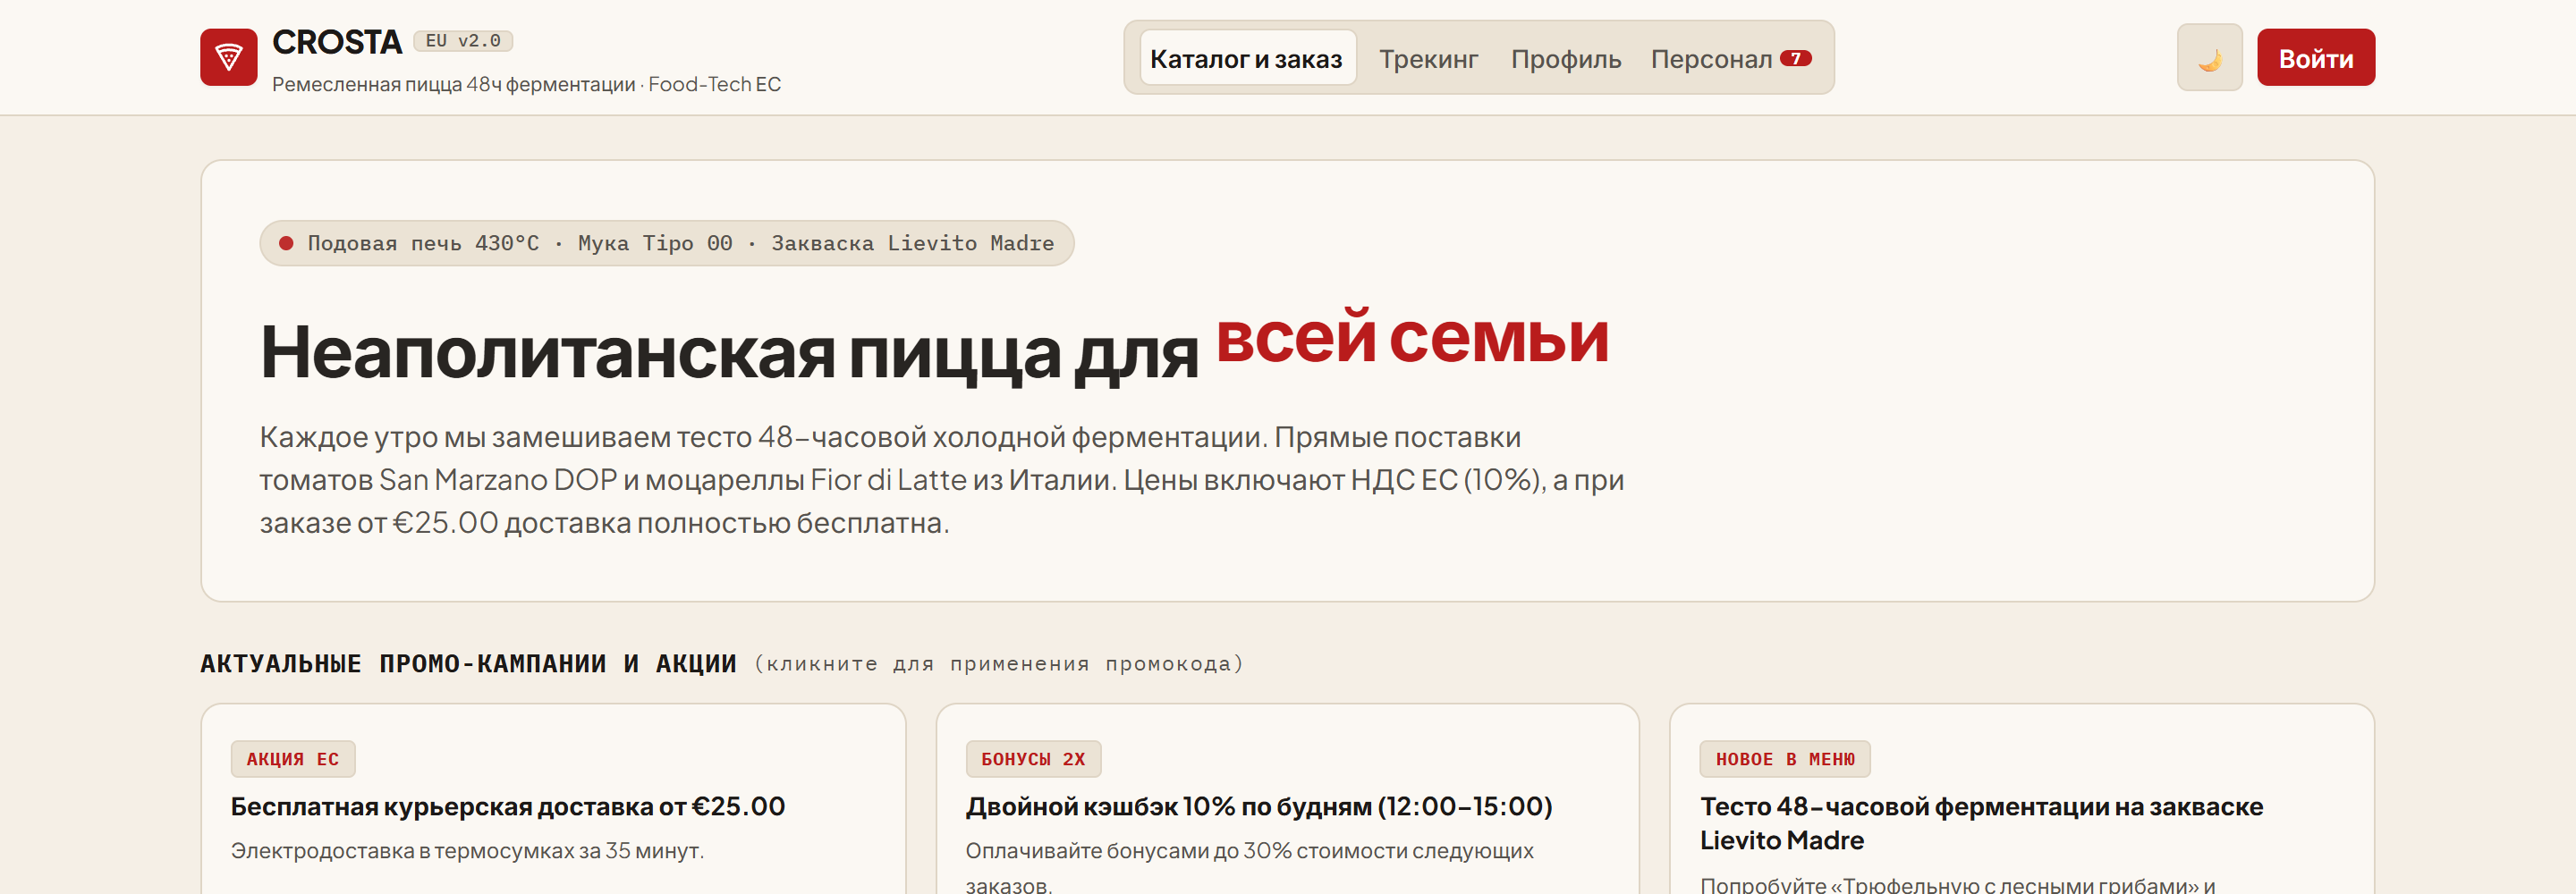 CROSTA EU v2.0
Ремесленная пицца 48ч ферментации · Food-Tech ЕС
Каталог и заказ Трекинг Профиль Персонал 7
Войти
Подовая печь 430°C · Мука Tipo 00 · Закваска Lievito Madre
Неаполитанская пицца для всей семьи
Каждое утро мы замешиваем тесто 48-часовой холодной ферментации. Прямые поставки
томатов San Marzano DOP и моцареллы Fior di Latte из Италии. Цены включают НДС ЕС (10%), а при
заказе от €25.00 доставка полностью бесплатна.
АКТУАЛЬНЫЕ ПРОМО-КАМПАНИИ И АКЦИИ (кликните для применения промокода)
АКЦИЯ ЕС
Бесплатная курьерская доставка от €25.00
Электродоставка в термосумках за 35 минут.
БОНУСЫ 2X
Двойной кэшбэк 10% по будням (12:00–15:00)
Оплачивайте бонусами до 30% стоимости следующих
заказов.
НОВОЕ В МЕНЮ
Тесто 48-часовой ферментации на закваске
Lievito Madre
Попробуйте «Трюфельную с лесными грибами» и